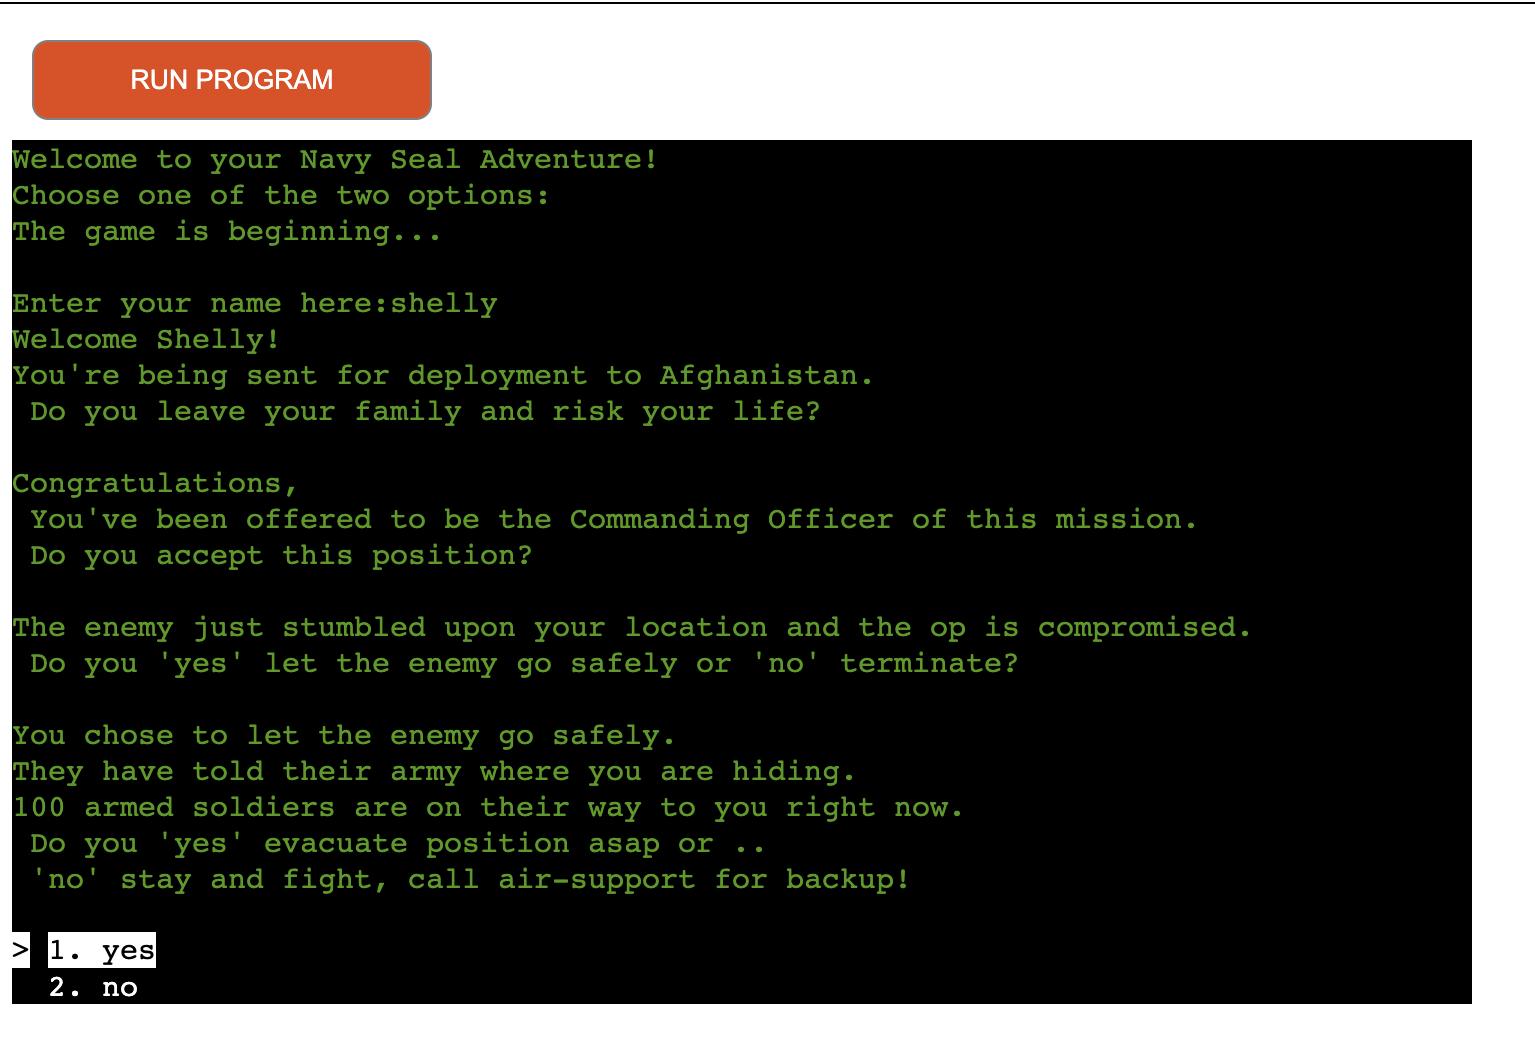 RUN PROGRAM
Welcome to your Navy Seal Adventure!
Choose one of the two options:
The game is beginning...
Enter your name here:shelly
Welcome Shelly!
You're being sent for deployment to Afghanistan.
Do you leave your family and risk your life?
Congratulations,
You've been offered to be the Commanding Officer of this mission.
Do you accept this position?
The enemy just stumbled upon your location and the op is compromised.
Do you 'yes' let the enemy go safely or 'no' terminate?
You chose to let the enemy go safely.
They have told their army where you are hiding.
100 armed soldiers are on their way to you right now.
Do you 'yes' evacuate position asap or ..
'no' stay and fight, call air-support for backup!
> 1. yes
2. no